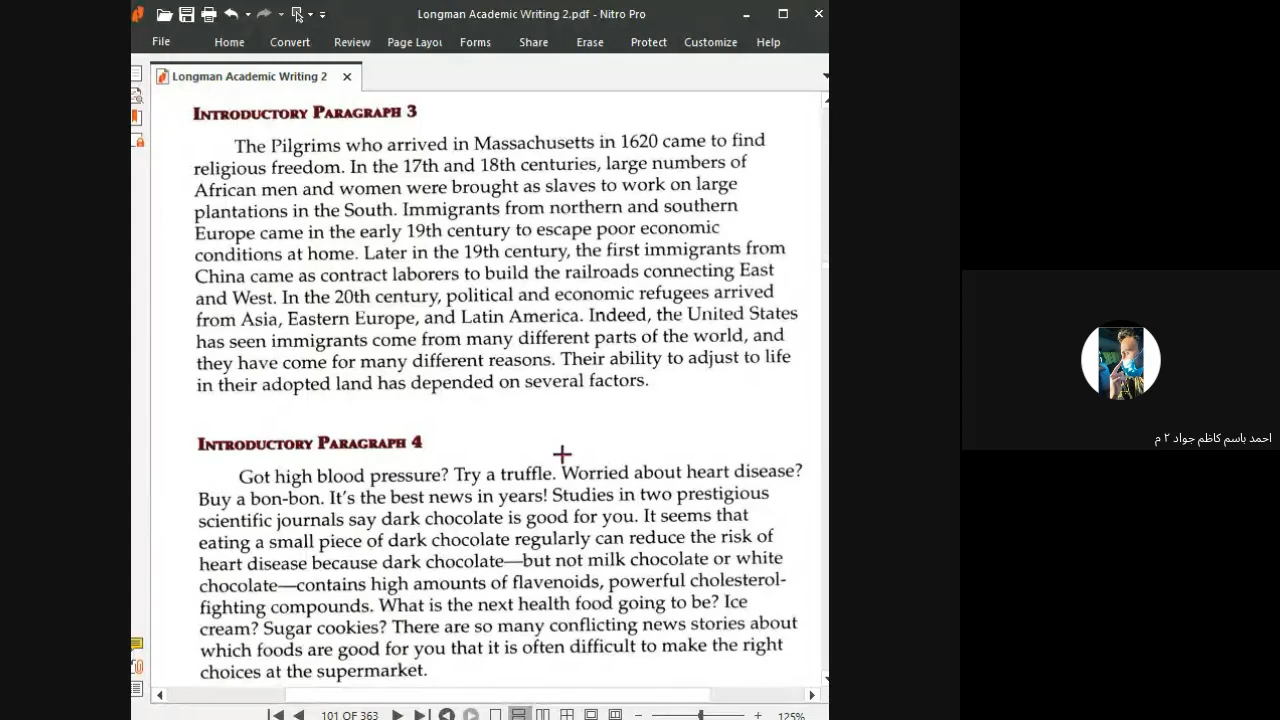 Longman Academic Writing 2.pdf - Nitro Pro
File Home Convert Review Page Layou Forms Share Erase Protect Customize Help
Longman Academic Writing 2
INTRODUCTORY PARAGRAPH 3
The Pilgrims who arrived in Massachusetts in 1620 came to find
religious freedom. In the 17th and 18th centuries, large numbers of
African men and women were brought as slaves to work on large
plantations in the South. Immigrants from northern and southern
Europe came in the early 19th century to escape poor economic
conditions at home. Later in the 19th century, the first immigrants from
China came as contract laborers to build the railroads connecting East
and West. In the 20th century, political and economic refugees arrived
from Asia, Eastern Europe, and Latin America. Indeed, the United States
has seen immigrants come from many different parts of the world, and
they have come for many different reasons. Their ability to adjust to life
in their adopted land has depended on several factors.
احمد باسم كاظم جواد ٢ م
INTRODUCTORY PARAGRAPH 4
Got high blood pressure? Try a truffle. Worried about heart disease?
Buy a bon-bon. It's the best news in years! Studies in two prestigious
scientific journals say dark chocolate is good for you. It seems that
eating a small piece of dark chocolate regularly can reduce the risk of
heart disease because dark chocolate—but not milk chocolate or white
chocolate—contains high amounts of flavenoids, powerful cholesterol-
fighting compounds. What is the next health food going to be? Ice
cream? Sugar cookies? There are so many conflicting news stories about
which foods are good for you that it is often difficult to make the right
choices at the supermarket.
101 OF 363
125%